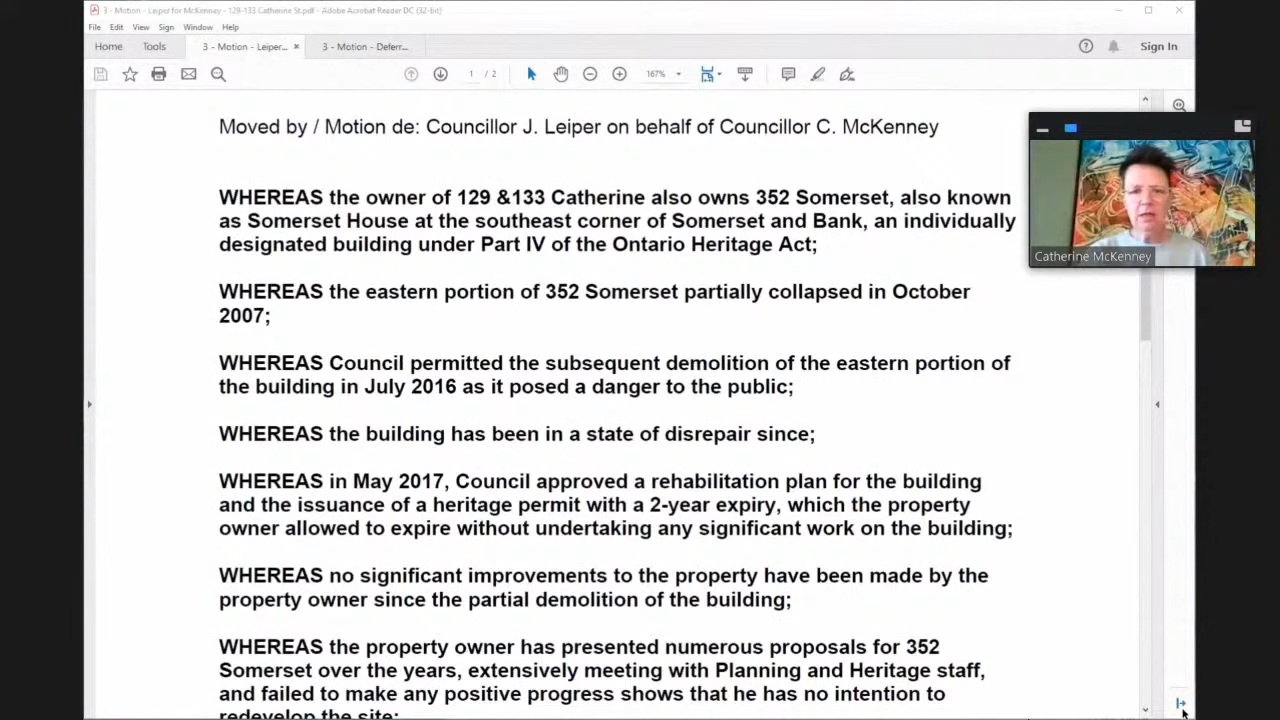 3 - Motion - Leiper for McKenney - 129-133 Catherine St.pdf - Adobe Acrobat Reader DC (32-bit)
File Edit View Sign Window Help
Home Tools 3 - Motion - Leiper... × 3 - Motion - Deferr... Sign In
1 / 2 167%
Moved by / Motion de: Councillor J. Leiper on behalf of Councillor C. McKenney
WHEREAS the owner of 129 &133 Catherine also owns 352 Somerset, also known
as Somerset House at the southeast corner of Somerset and Bank, an individually
designated building under Part IV of the Ontario Heritage Act;
Catherine McKenney
WHEREAS the eastern portion of 352 Somerset partially collapsed in October
2007;
WHEREAS Council permitted the subsequent demolition of the eastern portion of
the building in July 2016 as it posed a danger to the public;
WHEREAS the building has been in a state of disrepair since;
WHEREAS in May 2017, Council approved a rehabilitation plan for the building
and the issuance of a heritage permit with a 2-year expiry, which the property
owner allowed to expire without undertaking any significant work on the building;
WHEREAS no significant improvements to the property have been made by the
property owner since the partial demolition of the building;
WHEREAS the property owner has presented numerous proposals for 352
Somerset over the years, extensively meeting with Planning and Heritage staff,
and failed to make any positive progress shows that he has no intention to
redevelop the site;